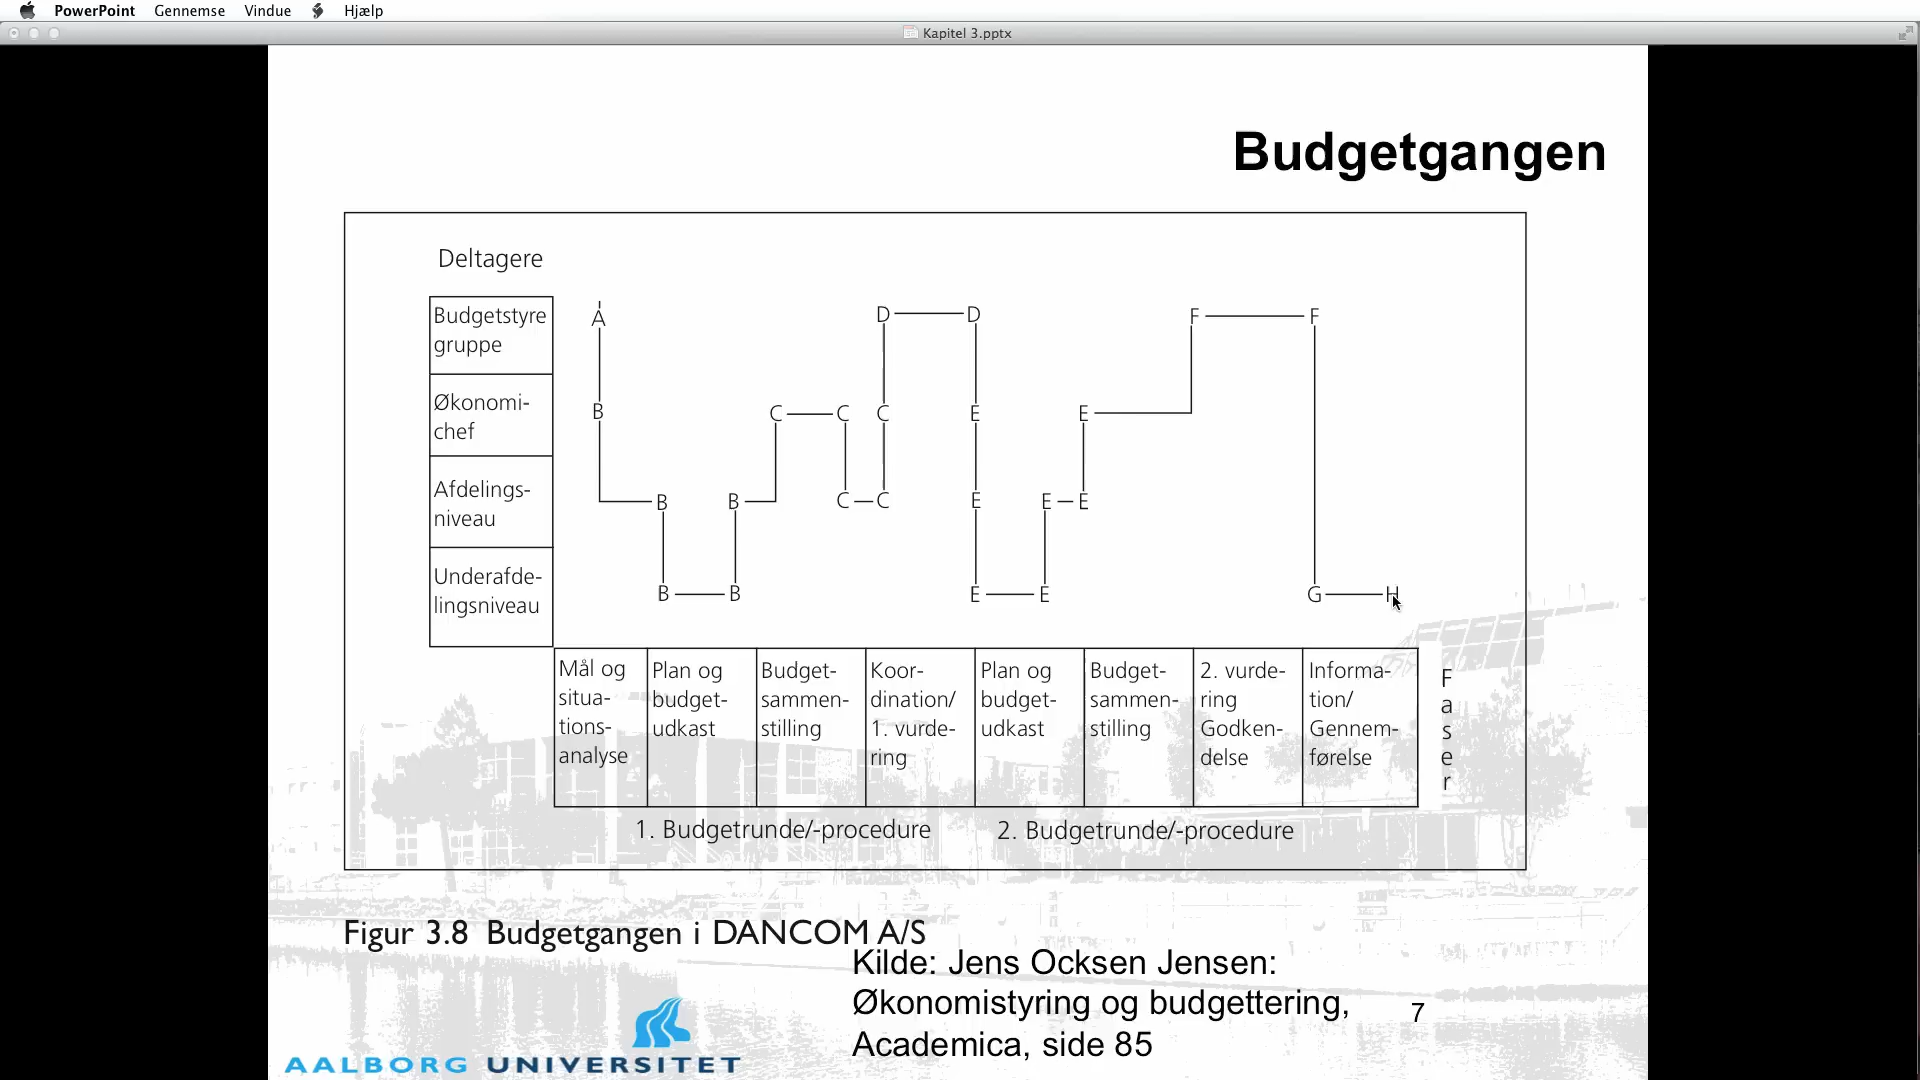 PowerPoint Gennemse Vindue Hjælp
Kapitel 3.pptx
Budgetgangen
Deltagere
Budgetstyre
gruppe
Økonomi-
chef
Afdelings-
niveau
Underafde-
lingsniveau
A D D F F
B C C C E E
B B C C E E E
B B E E G H
Mål og
situa-
tions-
analyse
Plan og
budget-
udkast
Budget-
sammen-
stilling
Koor-
dination/
1. vurde-
ring
Plan og
budget-
udkast
Budget-
sammen-
stilling
2. vurde-
ring
Godken-
delse
Informa-
tion/
Gennem-
førelse
F
a
s
e
r
1. Budgetrunde/-procedure
2. Budgetrunde/-procedure
Figur 3.8 Budgetgangen i DANCOM A/S
Kilde: Jens Ocksen Jensen:
Økonomistyring og budgettering,
Academica, side 85
7
AALBORG UNIVERSITET